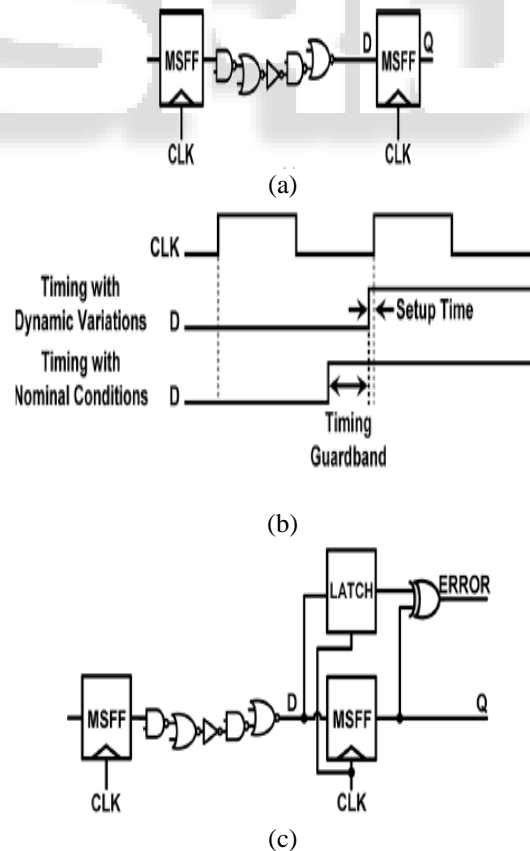 MSFF
D
MSFF
Q
CLK
CLK
(a)
CLK
Timing with
Dynamic Variations D
Setup Time
Timing with
Nominal Conditions D
Timing
Guardband
(b)
LATCH
ERROR
MSFF
D
MSFF
Q
CLK
CLK
(c)